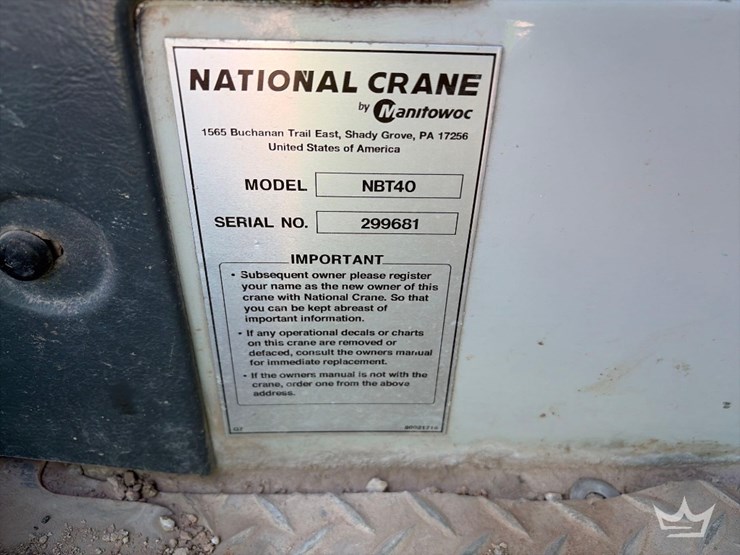 NATIONAL CRANE
by Manitowoc
1565 Buchanan Trail East, Shady Grove, PA 17256
United States of America
MODEL NBT40
SERIAL NO. 299681
IMPORTANT
• Subsequent owner please register
your name as the new owner of this
crane with National Crane. So that
you can be kept abreast of
important information.
• If any operational decals or charts
on this crane are removed or
defaced, consult the owners manual
for immediate replacement.
• If the owners manual is not with the
crane, order one from the above
address.